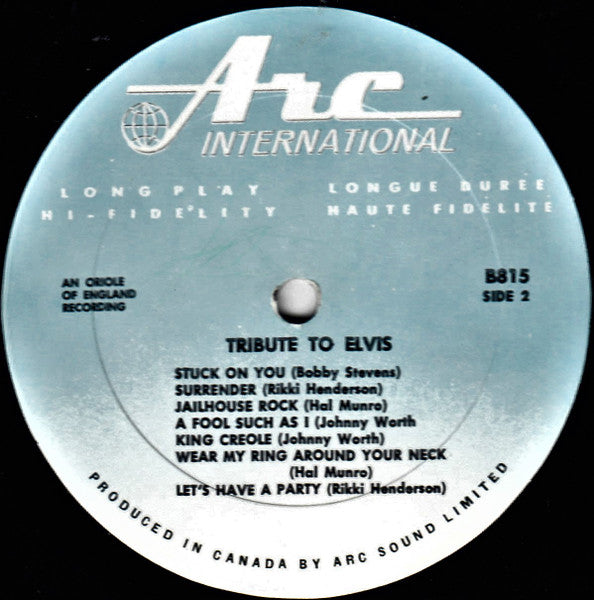 Arc
INTERNATIONAL
LONG PLAY LONGUE DUREE
HI-FIDELITY HAUTE FIDELITE
AN ORIOLE
OF ENGLAND
RECORDING
B815
SIDE 2
TRIBUTE TO ELVIS
STUCK ON YOU (Bobby Stevens)
SURRENDER (Rikki Henderson)
JAILHOUSE ROCK (Hal Munro)
A FOOL SUCH AS I (Johnny Worth
KING CREOLE (Johnny Worth)
WEAR MY RING AROUND YOUR NECK
(Hal Munro)
LET'S HAVE A PARTY (Rikki Henderson)
PRODUCED IN CANADA BY ARC SOUND LIMITED